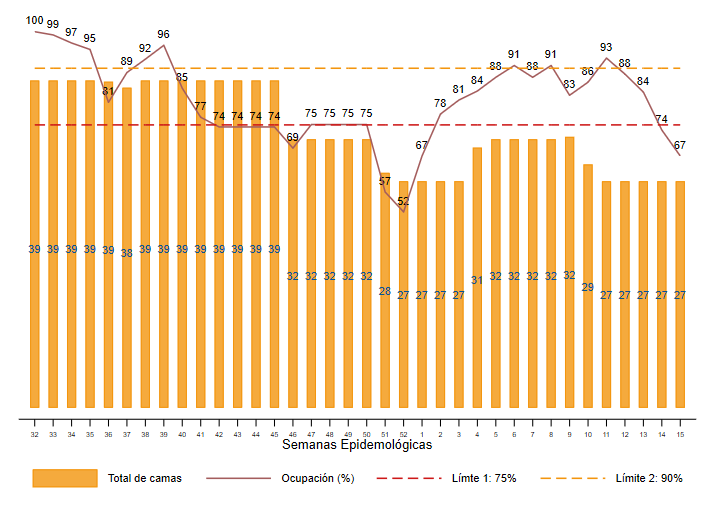 100 99 97 95 81 89 92 96 85 77 74 74 74 74 69 75 75 75 75 57 52 67 78 81 84 88 91 88 91 83 86 93 88 84 74 67
39 39 39 39 39 38 39 39 39 39 39 39 39 39 32 32 32 32 32 28 27 27 27 27 31 32 32 32 32 32 29 27 27 27 27 27
32 33 34 35 36 37 38 39 40 41 42 43 44 45 46 47 48 49 50 51 52 1 2 3 4 5 6 7 8 9 10 11 12 13 14 15
Semanas Epidemológicas
Total de camas Ocupación (%) Límte 1: 75% Límite 2: 90%